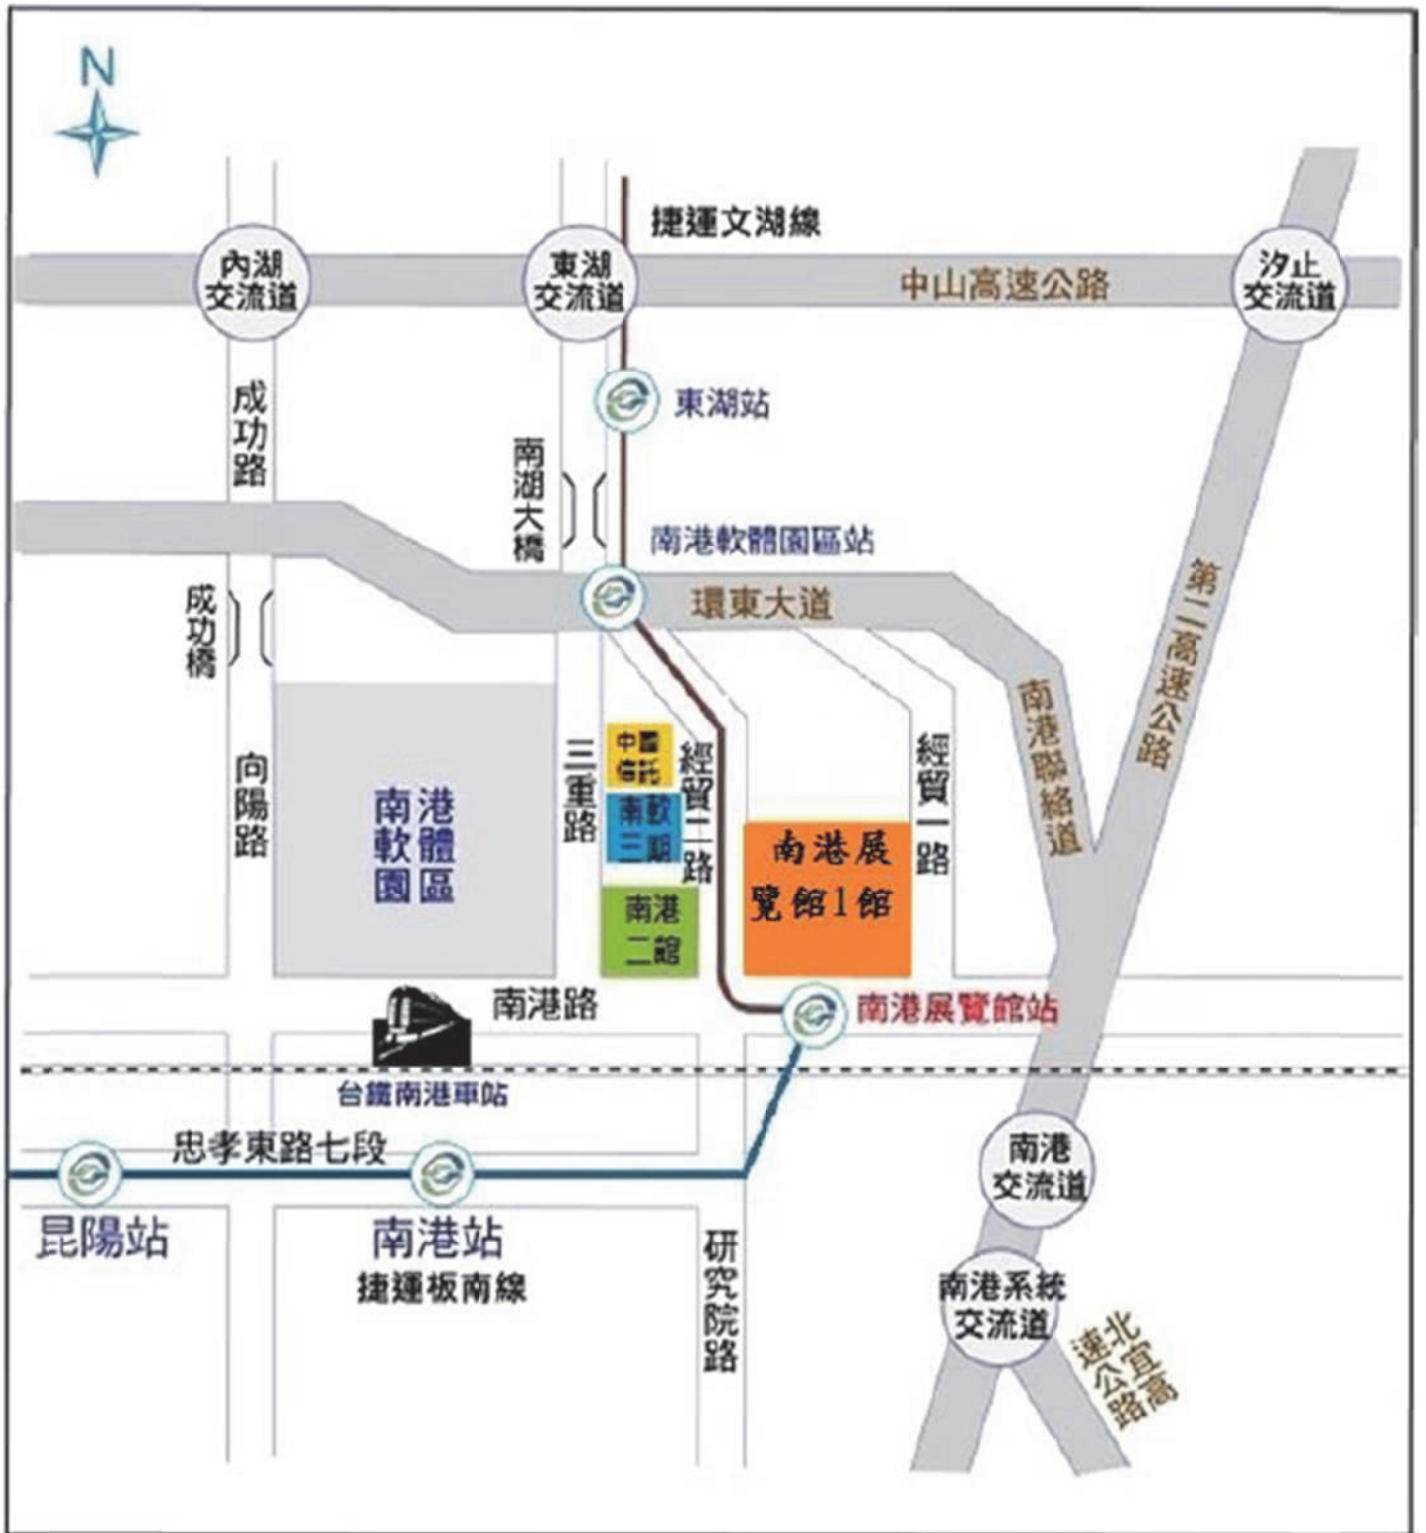 N
捷運文湖線
內湖
交流道
東湖
交流道
中山高速公路
汐止
交流道
成功路
東湖站
南湖大橋
南港軟體園區站
環東大道
第二高速公路
成功橋
南港聯絡道
向陽路
南港
軟體
園區
三重路
中國
信託
南軟
三期
經貿二路
南港
二館
南港展
覽館1館
經貿一路
南港路
南港展覽館站
台鐵南港車站
忠孝東路七段
昆陽站
南港站
捷運板南線
研究院路
南港
交流道
南港系統
交流道
北宜高
速公路